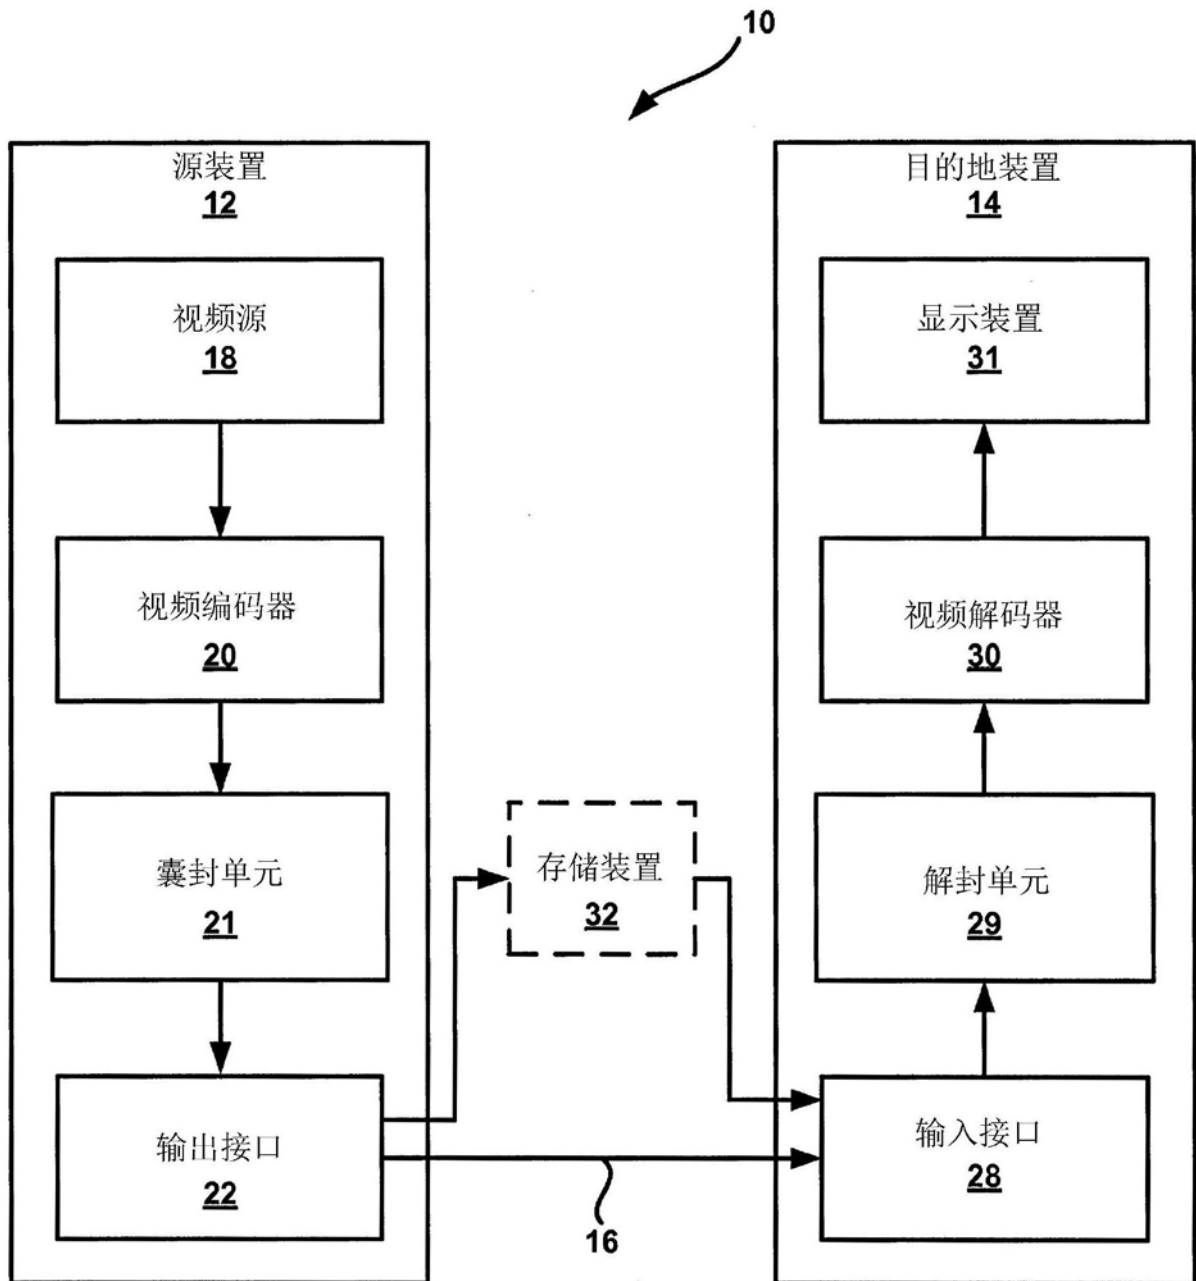 10
源装置
12
视频源
18
视频编码器
20
囊封单元
21
输出接口
22
存储装置
32
16
目的地装置
14
显示装置
31
视频解码器
30
解封单元
29
输入接口
28